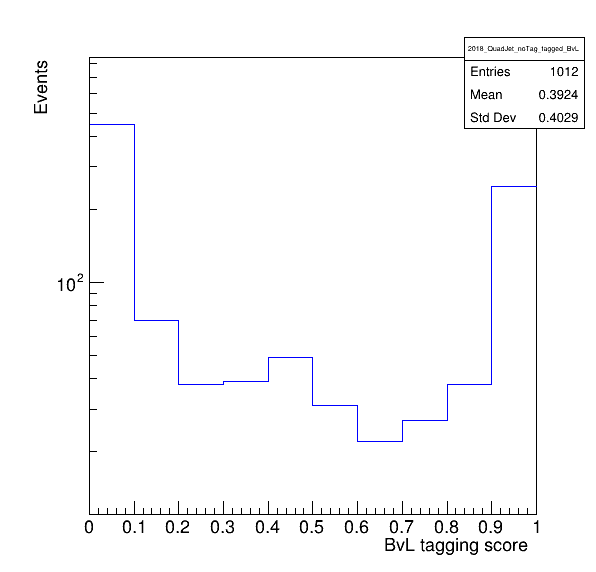 2018_QuadJet_noTag_tagged_BvL
Entries 1012
Mean 0.3924
Std Dev 0.4029
Events
10²
0 0.1 0.2 0.3 0.4 0.5 0.6 0.7 0.8 0.9 1
BvL tagging score